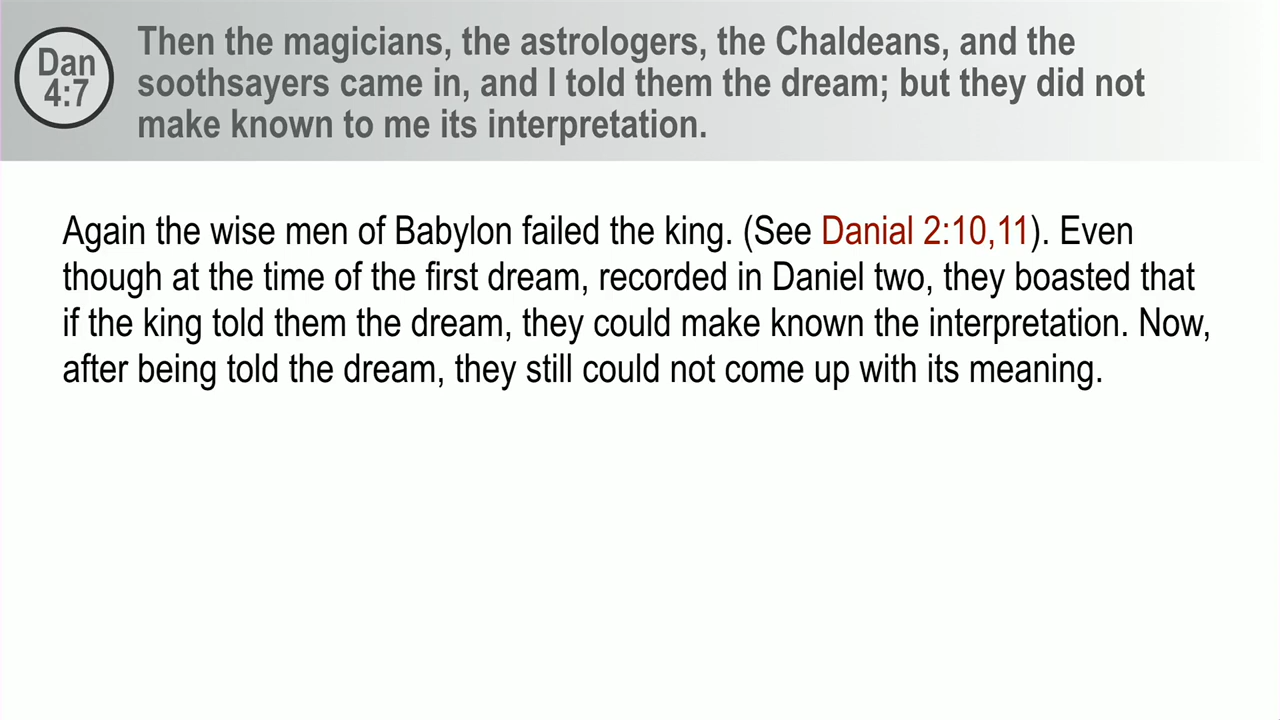 Dan
4:7
Then the magicians, the astrologers, the Chaldeans, and the
soothsayers came in, and I told them the dream; but they did not
make known to me its interpretation.
Again the wise men of Babylon failed the king. (See Danial 2:10,11). Even
though at the time of the first dream, recorded in Daniel two, they boasted that
if the king told them the dream, they could make known the interpretation. Now,
after being told the dream, they still could not come up with its meaning.